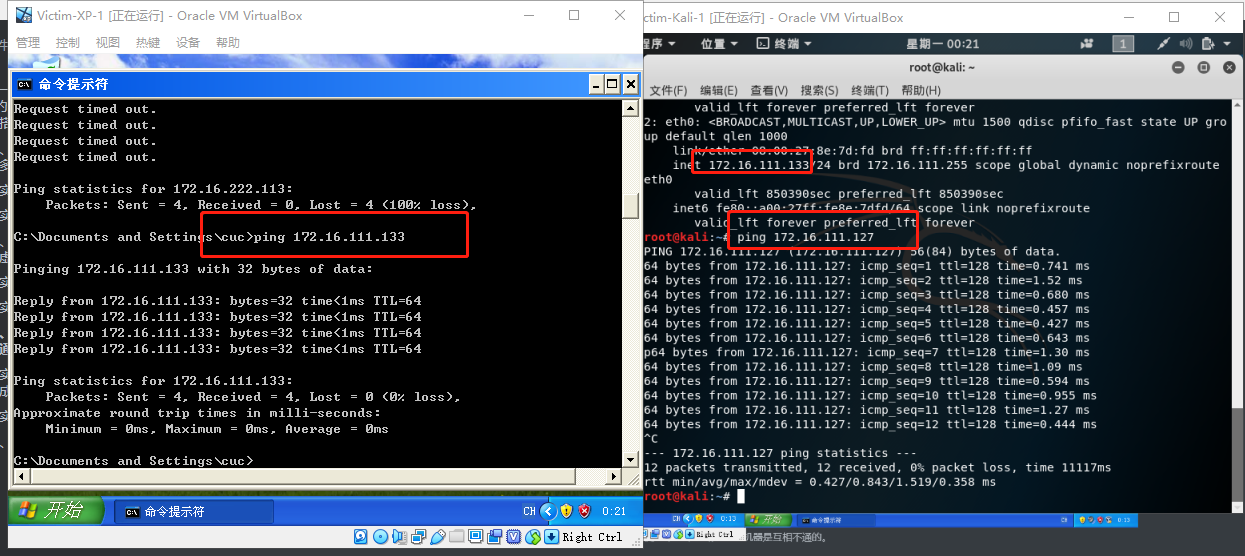 Victim-XP-1 [正在运行] - Oracle VM VirtualBox
管理 控制 视图 热键 设备 帮助
命令提示符
Request timed out.
Request timed out.
Request timed out.
Request timed out.
Ping statistics for 172.16.222.113:
Packets: Sent = 4, Received = 0, Lost = 4 (100% loss),
C:\Documents and Settings\cuc>ping 172.16.111.133
Pinging 172.16.111.133 with 32 bytes of data:
Reply from 172.16.111.133: bytes=32 time<1ms TTL=64
Reply from 172.16.111.133: bytes=32 time<1ms TTL=64
Reply from 172.16.111.133: bytes=32 time<1ms TTL=64
Reply from 172.16.111.133: bytes=32 time<1ms TTL=64
Ping statistics for 172.16.111.133:
Packets: Sent = 4, Received = 4, Lost = 0 (0% loss),
Approximate round trip times in milli-seconds:
Minimum = 0ms, Maximum = 0ms, Average = 0ms
C:\Documents and Settings\cuc>
开始 命令提示符 CH 0:21
Right Ctrl
ctim-Kali-1 [正在运行] - Oracle VM VirtualBox
程序 位置 终端 星期一 00:21 1
root@kali: ~
文件(F) 编辑(E) 查看(V) 搜索(S) 终端(T) 帮助(H)
valid_lft forever preferred_lft forever
2: eth0: <BROADCAST,MULTICAST,UP,LOWER_UP> mtu 1500 qdisc pfifo_fast state UP gro
up default qlen 1000
link/ether 08:00:27:8e:7d:fd brd ff:ff:ff:ff:ff:ff
inet 172.16.111.133/24 brd 172.16.111.255 scope global dynamic noprefixroute
eth0
valid_lft 850390sec preferred_lft 850390sec
inet6 fe80::a00:27ff:fe8e:7dfd/64 scope link noprefixroute
valid_lft forever preferred_lft forever
root@kali:~# ping 172.16.111.127
PING 172.16.111.127 (172.16.111.127) 56(84) bytes of data.
64 bytes from 172.16.111.127: icmp_seq=1 ttl=128 time=0.741 ms
64 bytes from 172.16.111.127: icmp_seq=2 ttl=128 time=1.52 ms
64 bytes from 172.16.111.127: icmp_seq=3 ttl=128 time=0.680 ms
64 bytes from 172.16.111.127: icmp_seq=4 ttl=128 time=0.457 ms
64 bytes from 172.16.111.127: icmp_seq=5 ttl=128 time=0.427 ms
64 bytes from 172.16.111.127: icmp_seq=6 ttl=128 time=0.643 ms
p64 bytes from 172.16.111.127: icmp_seq=7 ttl=128 time=1.30 ms
64 bytes from 172.16.111.127: icmp_seq=8 ttl=128 time=1.09 ms
64 bytes from 172.16.111.127: icmp_seq=9 ttl=128 time=0.594 ms
64 bytes from 172.16.111.127: icmp_seq=10 ttl=128 time=0.955 ms
64 bytes from 172.16.111.127: icmp_seq=11 ttl=128 time=1.27 ms
64 bytes from 172.16.111.127: icmp_seq=12 ttl=128 time=0.444 ms
^C
--- 172.16.111.127 ping statistics ---
12 packets transmitted, 12 received, 0% packet loss, time 11117ms
rtt min/avg/max/mdev = 0.427/0.843/1.519/0.358 ms
root@kali:~#
CH 0:13 开始 命令提示符 CH 0:13
Right Ctrl 机器是互相不通的。